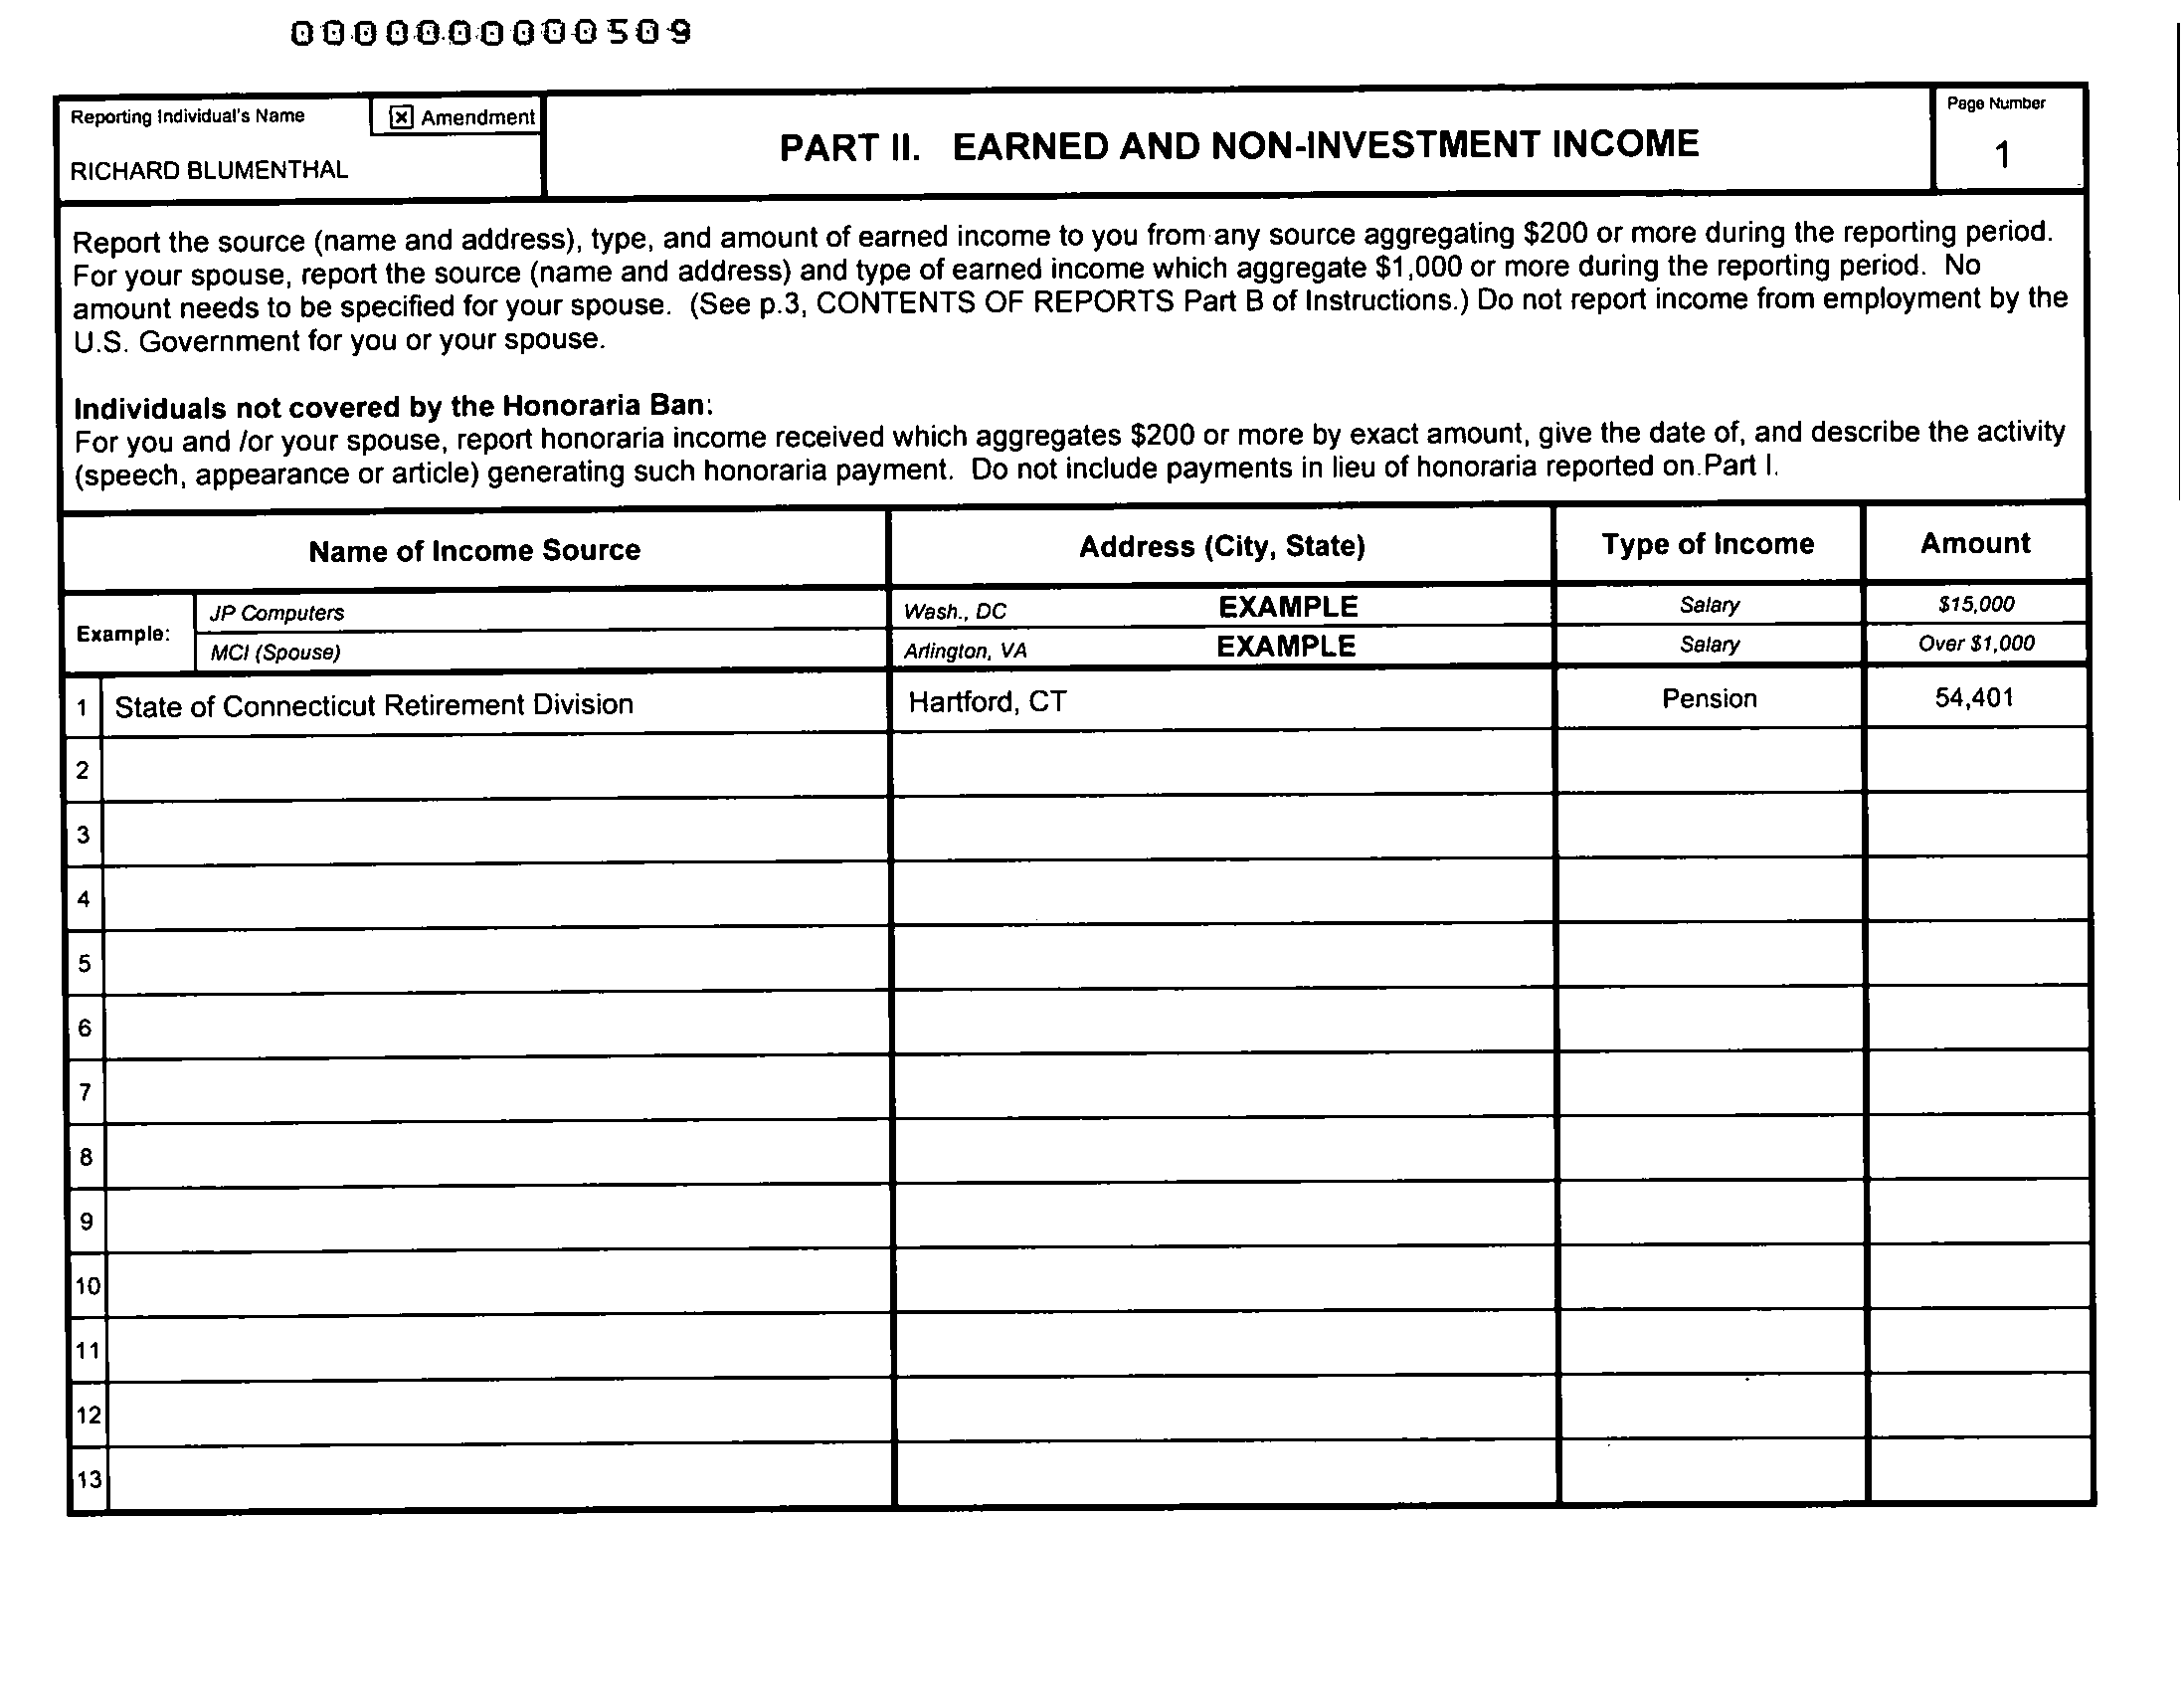 0000000000509
Reporting Individual's Name
☒ Amendment
RICHARD BLUMENTHAL
PART II. EARNED AND NON-INVESTMENT INCOME
Page Number
1
Report the source (name and address), type, and amount of earned income to you from any source aggregating $200 or more during the reporting period.
For your spouse, report the source (name and address) and type of earned income which aggregate $1,000 or more during the reporting period. No
amount needs to be specified for your spouse. (See p.3, CONTENTS OF REPORTS Part B of Instructions.) Do not report income from employment by the
U.S. Government for you or your spouse.
Individuals not covered by the Honoraria Ban:
For you and /or your spouse, report honoraria income received which aggregates $200 or more by exact amount, give the date of, and describe the activity
(speech, appearance or article) generating such honoraria payment. Do not include payments in lieu of honoraria reported on Part I.
Name of Income Source Address (City, State) Type of Income Amount
Example:
JP Computers Wash., DC EXAMPLE Salary $15,000
MCI (Spouse) Arlington, VA EXAMPLE Salary Over $1,000
1 State of Connecticut Retirement Division Hartford, CT Pension 54,401
2
3
4
5
6
7
8
9
10
11
12
13